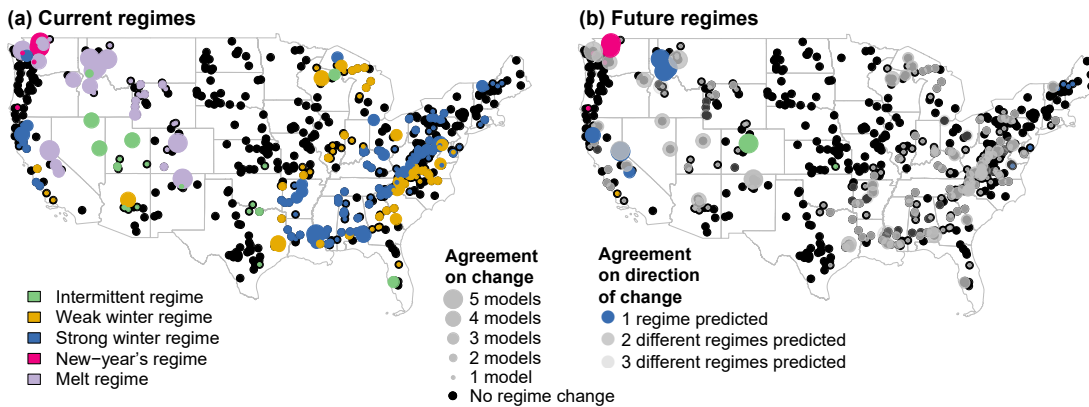 (a) Current regimes
Intermittent regime
Weak winter regime
Strong winter regime
New−year's regime
Melt regime
Agreement
on change
5 models
4 models
3 models
2 models
1 model
No regime change
(b) Future regimes
Agreement
on direction
of change
1 regime predicted
2 different regimes predicted
3 different regimes predicted